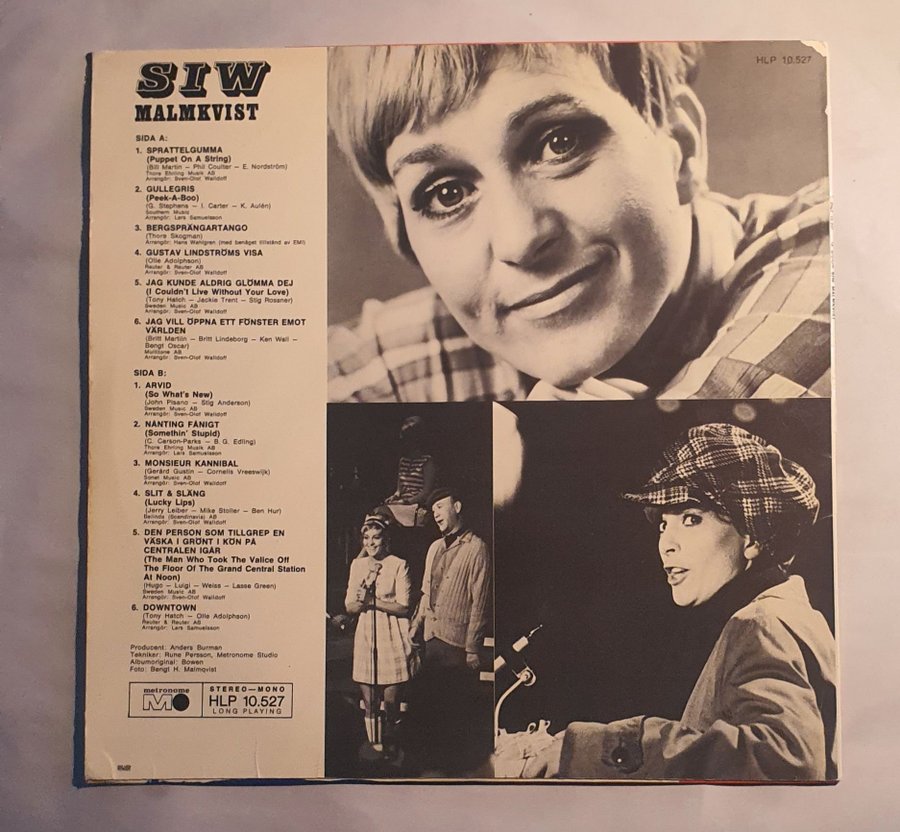 SIW
MALMKVIST
SIDA A:
1. SPRATTELGUMMA
(Puppet On A String)
(Bill Martin — Phil Coulter — E. Nordström)
Thore Ehrling Musik AB
Arrangör: Sven-Olof Walldoff
2. GULLEGRIS
(Peek-A-Boo)
(G. Stephens — I. Carter — K. Aulén)
Southern Music
Arrangör: Lars Samuelsson
3. BERGSPRÄNGARTANGO
(Thore Skogman)
Arrangör: Hans Wahlgren (med benäget tillstånd av EMI)
4. GUSTAV LINDSTRÖMS VISA
(Olle Adolphson)
Reuter & Reuter AB
Arrangör: Sven-Olof Walldoff
5. JAG KUNDE ALDRIG GLÖMMA DEJ
(I Couldn't Live Without Your Love)
(Tony Hatch — Jackie Trent — Stig Rossner)
Sweden Music AB
Arrangör: Sven-Olof Walldoff
6. JAG VILL ÖPPNA ETT FÖNSTER EMOT
VÄRLDEN
(Britt Martiin — Britt Lindeborg — Ken Wall —
Bengt Oscar)
Multitone AB
Arrangör: Sven-Olof Walldoff
SIDA B:
1. ARVID
(So What's New)
(John Pisano — Stig Anderson)
Sweden Music AB
Arrangör: Sven-Olof Walldoff
2. NÅNTING FÅNIGT
(Somethin' Stupid)
(C. Carson-Parks — B. G. Edling)
Thore Ehrling Musik AB
Arrangör: Lars Samuelsson
3. MONSIEUR KANNIBAL
(Gerárd Gustin — Cornelis Vreeswijk)
Sonet Music AB
Arrangör: Sven-Olof Walldoff
4. SLIT & SLÄNG
(Lucky Lips)
(Jerry Leiber — Mike Stoller — Ben Hur)
Belinda (Scandinavia) AB
Arrangör: Sven-Olof Walldoff
5. DEN PERSON SOM TILLGREP EN
VÄSKA I GRÖNT I KÖN PÅ
CENTRALEN IGÅR
(The Man Who Took The Valice Off
The Floor Of The Grand Central Station
At Noon)
(Hugo — Luigi — Weiss — Lasse Green)
Sweden Music AB
Arrangör: Sven-Olof Walldoff
6. DOWNTOWN
(Tony Hatch — Olle Adolphson)
Reuter & Reuter AB
Arrangör: Lars Samuelsson
Producent: Anders Burman
Tekniker: Rune Persson, Metronome Studio
Albumoriginal: Bowen
Foto: Bengt H. Malmqvist
metronome
STEREO—MONO
HLP 10.527
LONG PLAYING
HLP 10.527